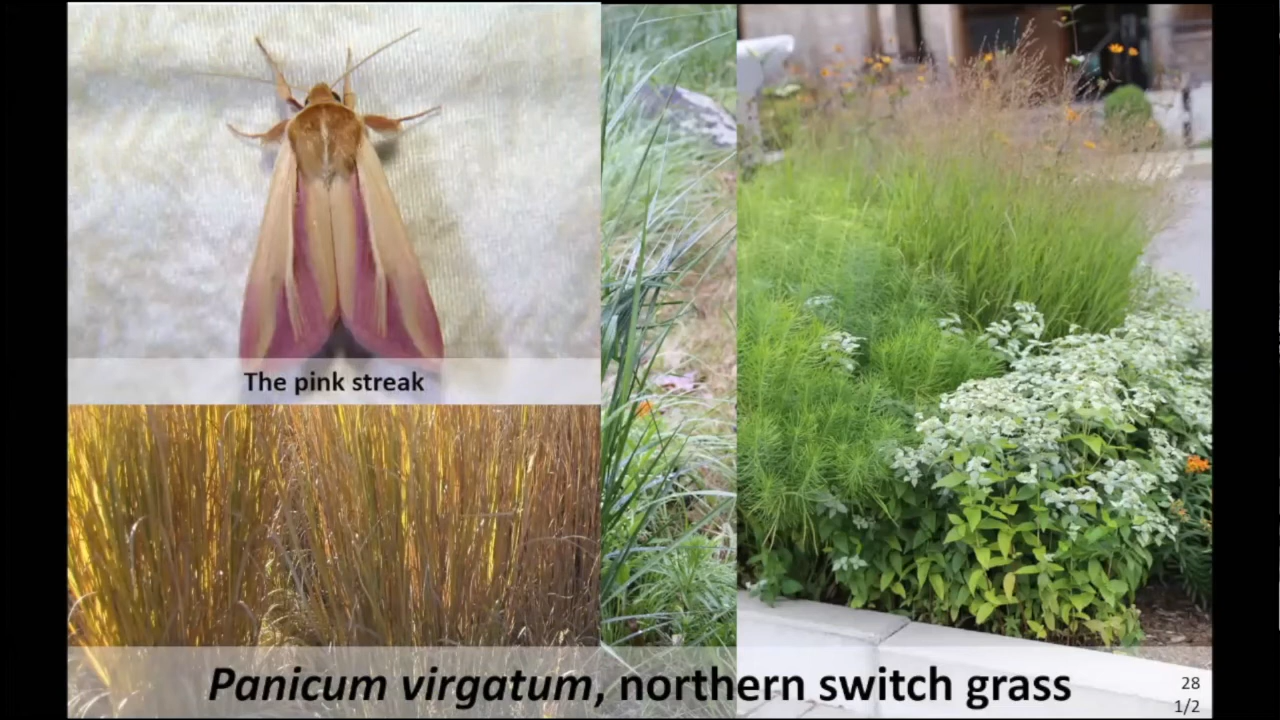 The pink streak
Panicum virgatum, northern switch grass
28
1/2